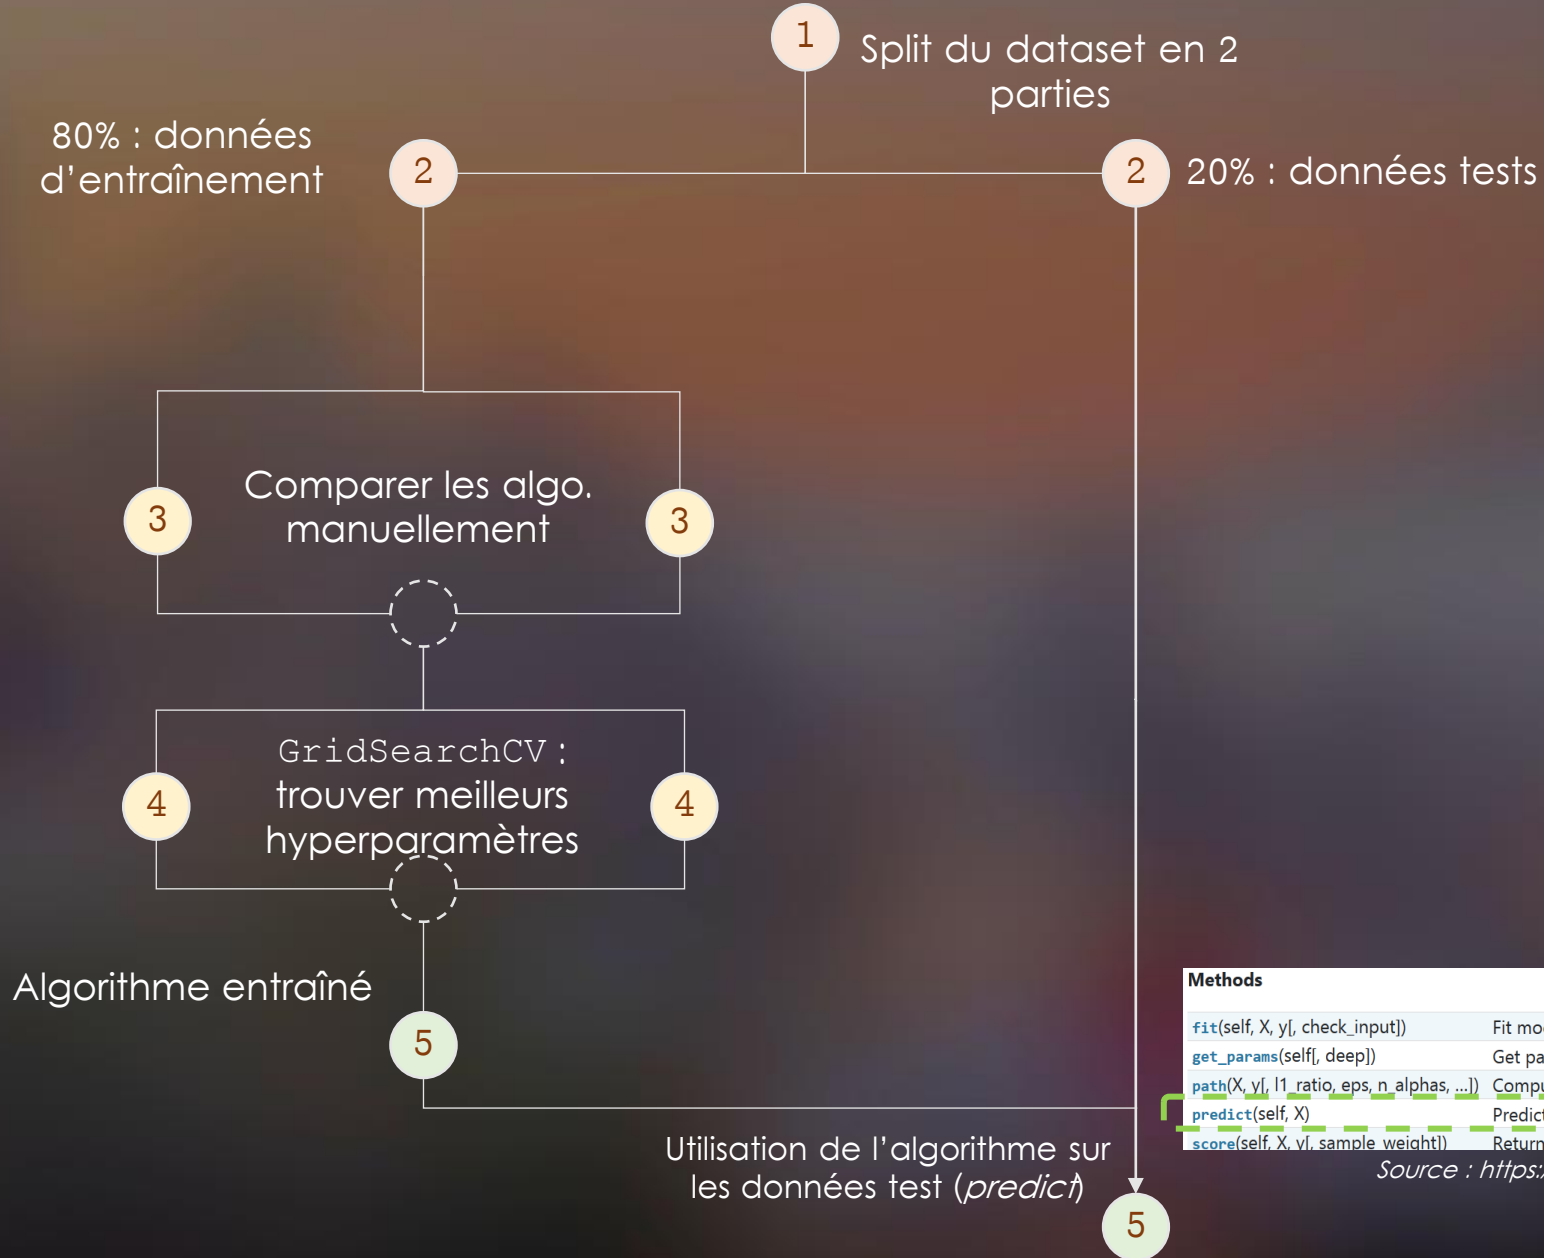 1
Split du dataset en 2
parties
80% : données
d'entraînement
2
2
20% : données tests
3
Comparer les algo.
manuellement
3
4
GridSearchCV :
trouver meilleurs
hyperparamètres
4
Algorithme entraîné
5
Methods
fit(self, X, y[, check_input])
get_params(self[, deep])
path(X, y[, l1_ratio, eps, n_alphas, ...])
predict(self, X) Predict
score(self, X, y[, sample_weight]) Return
Source : https:/
Utilisation de l'algorithme sur
les données test (predict)
5